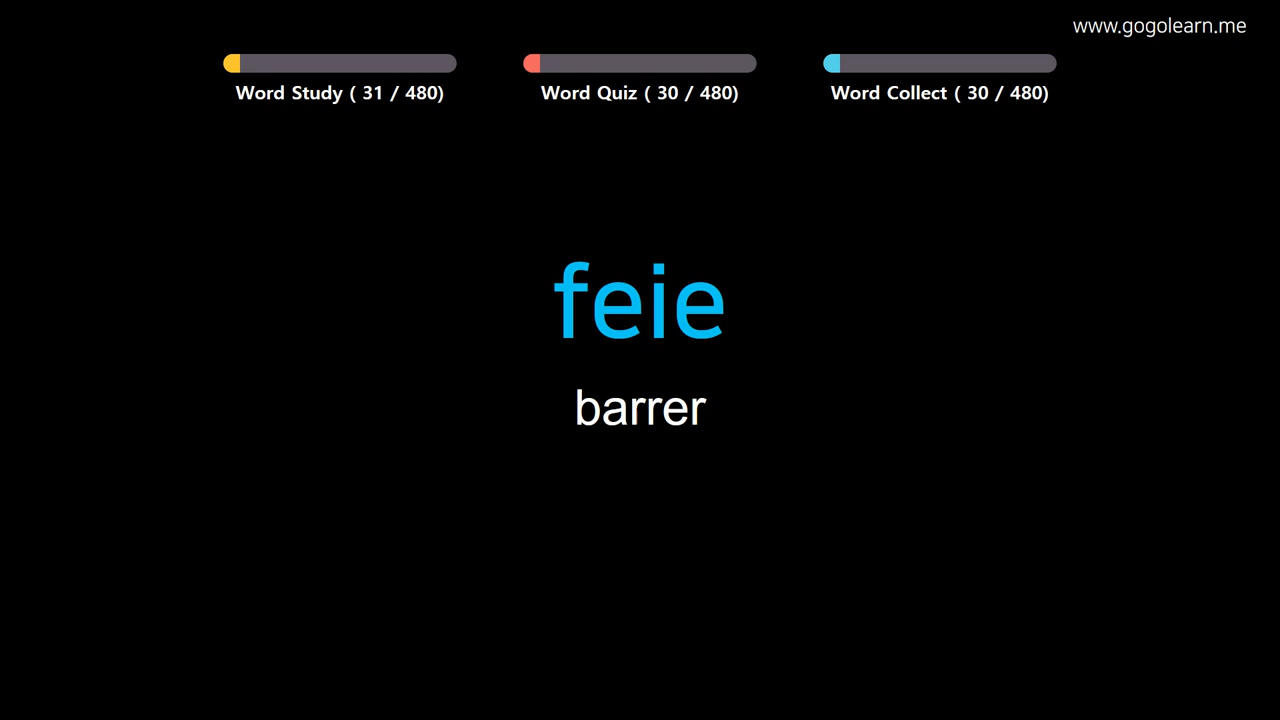 www.gogolearn.me
Word Study ( 31 / 480)
Word Quiz ( 30 / 480)
Word Collect ( 30 / 480)
feie
barrer